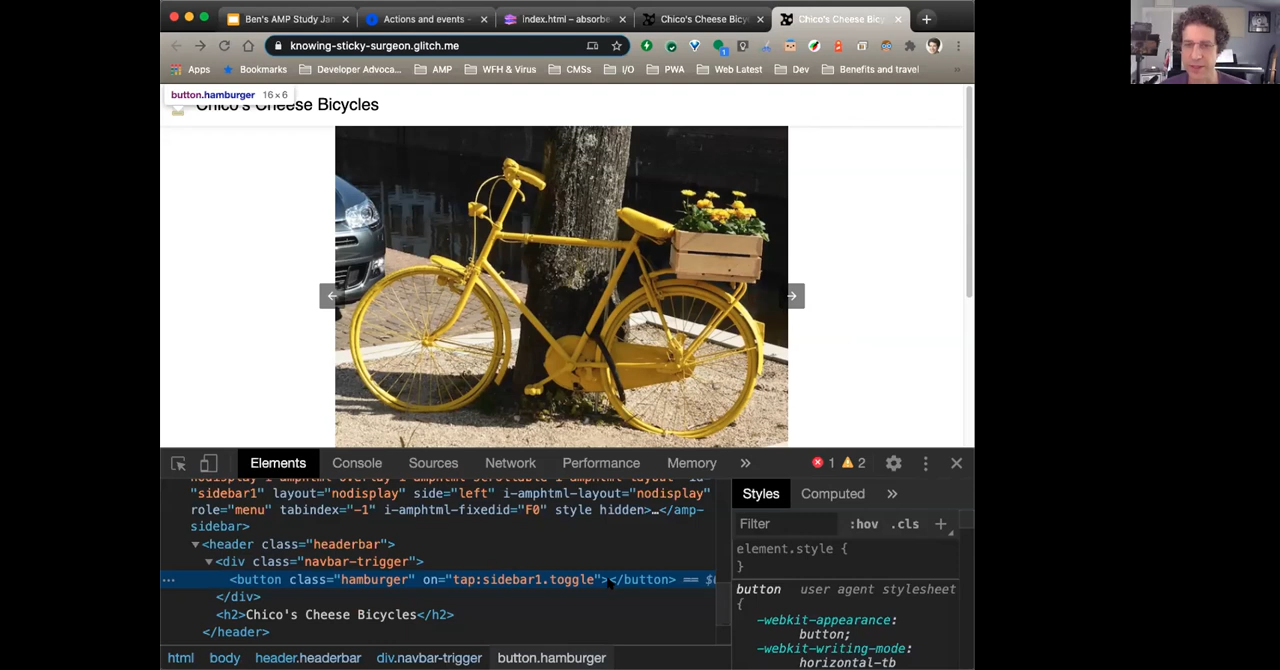 Ben's AMP Study Jan
Actions and events -
Index.html – absorbe
Chico's Cheese Bicy
Chico's Cheese Bicy
knowing-sticky-surgeon.glitch.me
1
Apps
Bookmarks
Developer Advoca...
AMP
WFH & Virus
CMSs
I/O
PWA
Web Latest
Dev
Benefits and travel
»
button.hamburger 16 × 6
Chico's Cheese Bicycles
Elements
Console
Sources
Network
Performance
Memory
»
1
2
"sidebar1" layout="nodisplay" side="left" i-amphtml-layout="nodisplay"
role="menu" tabindex="-1" i-amphtml-fixedid="F0" style hidden>…</amp-
sidebar>
<header class="headerbar">
<div class="navbar-trigger">
... <button class="hamburger" on="tap:sidebar1.toggle"></button> ==
</div>
<h2>Chico's Cheese Bicycles</h2>
</header>
html body header.headerbar div.navbar-trigger button.hamburger
Styles
Computed
»
Filter
:hov .cls +
element.style {
}
button user agent stylesheet
{
-webkit-appearance:
button;
-webkit-writing-mode:
horizontal-tb